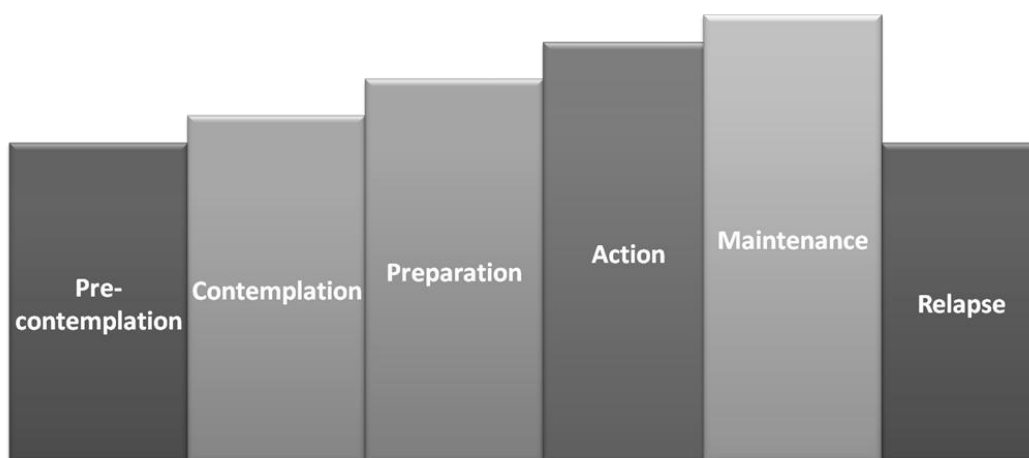 Pre-
contemplation
Contemplation
Preparation
Action
Maintenance
Relapse